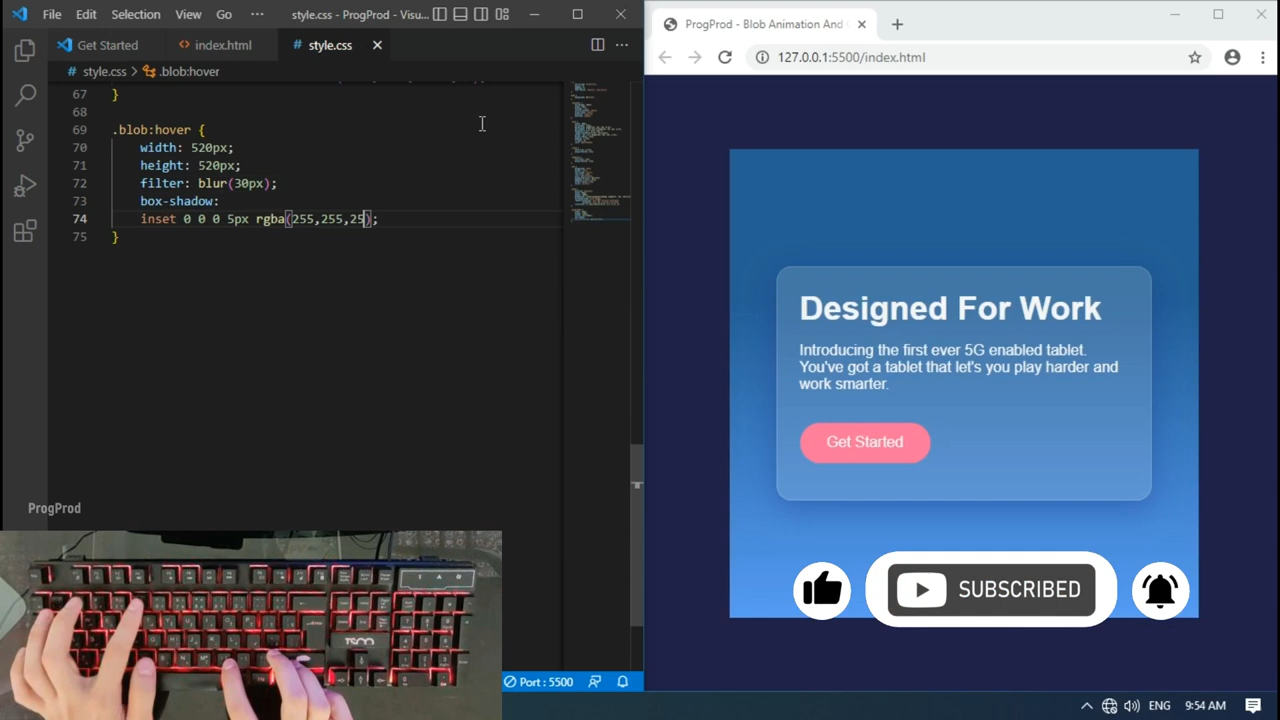 File Edit Selection View Go ··· style.css - ProgProd - Visu...
Get Started index.html # style.css
# style.css > .blob:hover
67 }
68
69 .blob:hover {
70 width: 520px;
71 height: 520px;
72 filter: blur(30px);
73 box-shadow:
74 inset 0 0 0 5px rgba(255,255,25);
75 }
ProgProd
TSCO
Port : 5500
ProgProd - Blob Animation And
127.0.0.1:5500/index.html
Designed For Work
Introducing the first ever 5G enabled tablet.
You've got a tablet that let's you play harder and
work smarter.
Get Started
SUBSCRIBED
ENG 9:54 AM